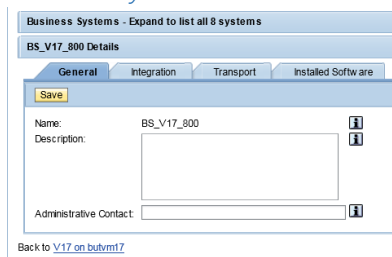 Business Systems - Expand to list all 8 systems
BS_V17_800 Details
General Integration Transport Installed Software
Save
Name: BS_V17_800
Description:
Administrative Contact:
Back to V17 on butvm17